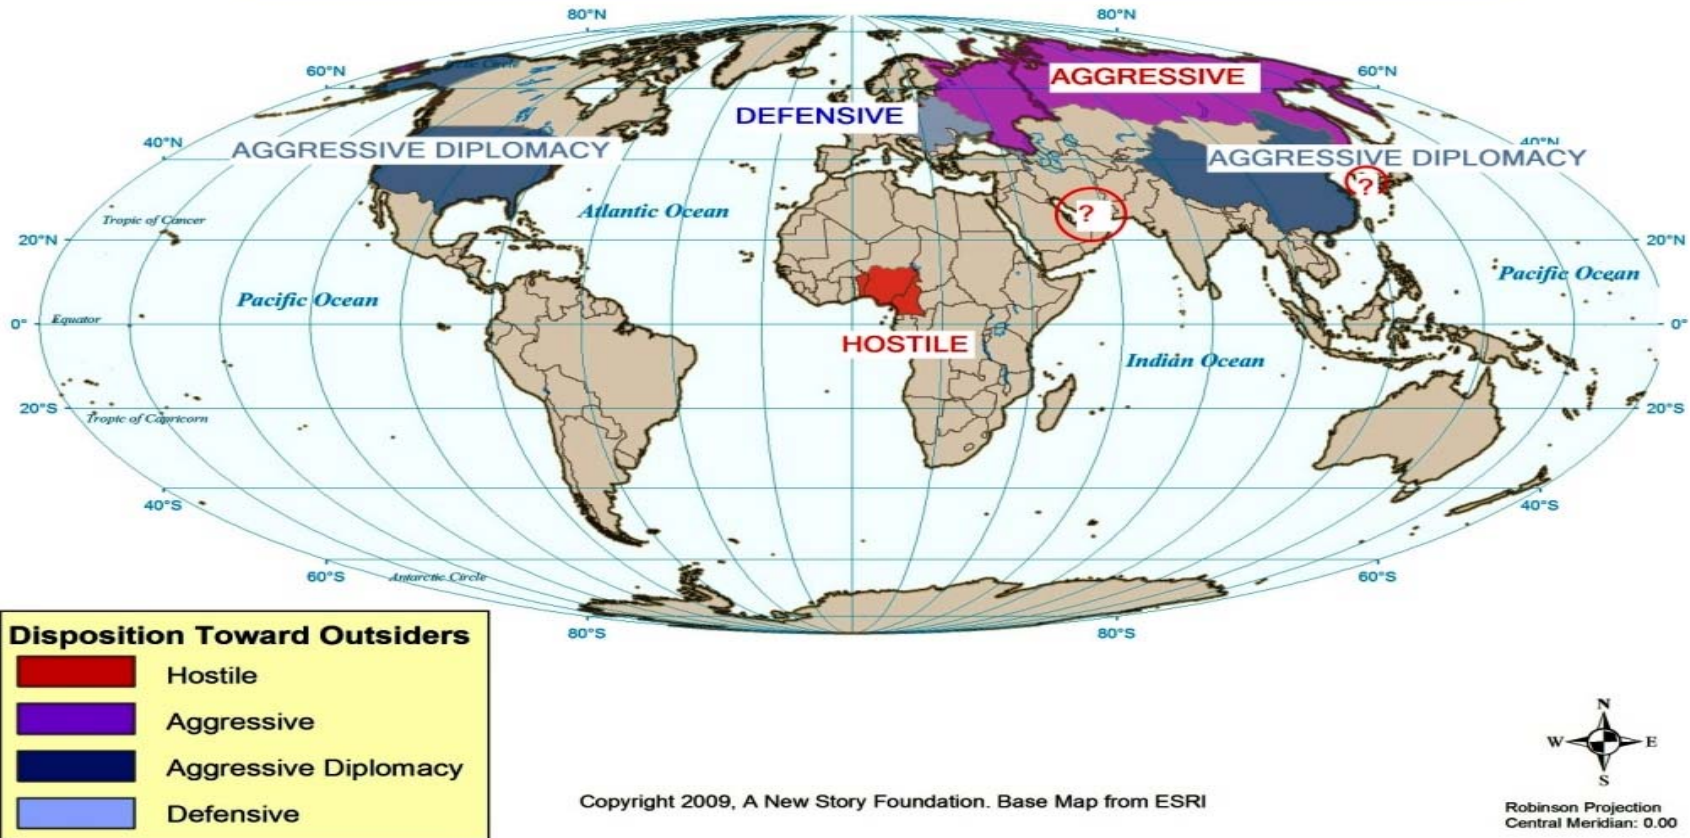 80°N 80°N
60°N Arctic Circle AGGRESSIVE 60°N
DEFENSIVE
40°N AGGRESSIVE DIPLOMACY 40°N
AGGRESSIVE DIPLOMACY
?
Tropic of Cancer Atlantic Ocean ?
20°N 20°N
Pacific Ocean
Pacific Ocean
Equator
0° 0°
HOSTILE
Indian Ocean
20°S 20°S
Tropic of Capricorn
40°S 40°S
60°S Antarctic Circle 60°S
80°S 80°S
Disposition Toward Outsiders
Hostile
Aggressive
Aggressive Diplomacy
Defensive
Copyright 2009, A New Story Foundation. Base Map from ESRI
N
W E
S
Robinson Projection
Central Meridian: 0.00